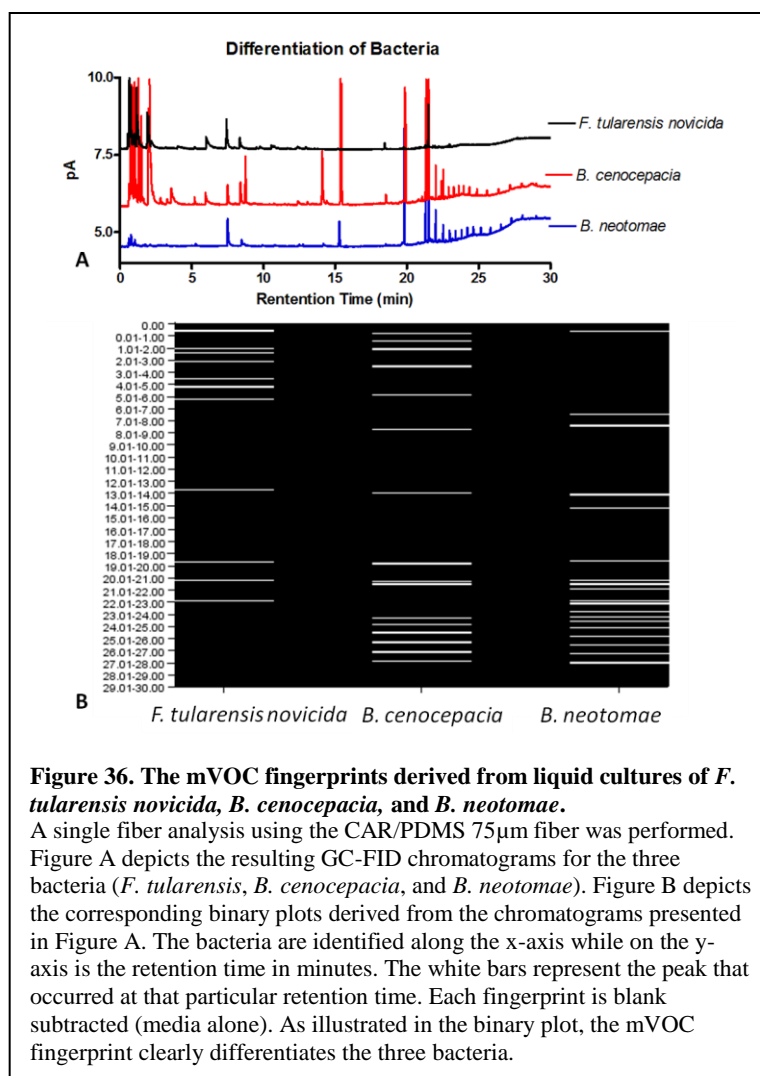 Differentiation of Bacteria
10.0
7.5
5.0
pA
F. tularensis novicida
B. cenocepacia
B. neotomae
A
0 5 10 15 20 25 30
Rentention Time (min)
0.00
0.01-1.00
1.01-2.00
2.01-3.00
3.01-4.00
4.01-5.00
5.01-6.00
6.01-7.00
7.01-8.00
8.01-9.00
9.01-10.00
10.01-11.00
11.01-12.00
12.01-13.00
13.01-14.00
14.01-15.00
15.01-16.00
16.01-17.00
17.01-18.00
18.01-19.00
19.01-20.00
20.01-21.00
21.01-22.00
22.01-23.00
23.01-24.00
24.01-25.00
25.01-26.00
26.01-27.00
27.01-28.00
28.01-29.00
29.01-30.00
B
F. tularensis novicida B. cenocepacia B. neotomae
Figure 36. The mVOC fingerprints derived from liquid cultures of F.
tularensis novicida, B. cenocepacia, and B. neotomae.
A single fiber analysis using the CAR/PDMS 75µm fiber was performed.
Figure A depicts the resulting GC-FID chromatograms for the three
bacteria (F. tularensis, B. cenocepacia, and B. neotomae). Figure B depicts
the corresponding binary plots derived from the chromatograms presented
in Figure A. The bacteria are identified along the x-axis while on the y-
axis is the retention time in minutes. The white bars represent the peak that
occurred at that particular retention time. Each fingerprint is blank
subtracted (media alone). As illustrated in the binary plot, the mVOC
fingerprint clearly differentiates the three bacteria.